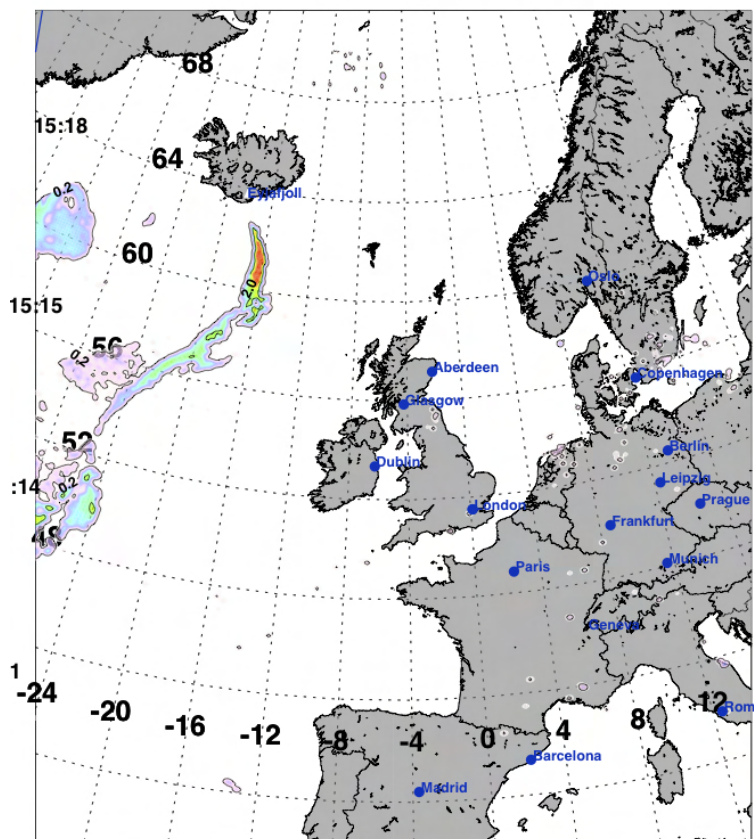 68
15:18
64
0.2
Eyjafjoll
60
Oslo
2.0
15:15
56
0.2
Aberdeen
Copenhagen
Glasgow
52
Berlin
Dublin
0.2
:14
Leipzig
Prague
London
Frankfurt
48
Munich
Paris
Geneva
1
-24
12
Rom
-20
8
-16
4
-12
-8
-4
0
Barcelona
Madrid